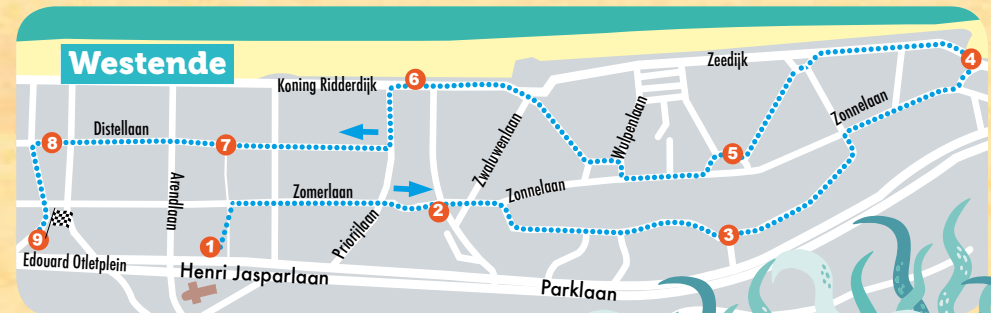 Westende
Zeedijk
4
Koning Ridderdijk
6
Wulpenlaan
Zonnelaan
Distellaan
8
7
Zwaluwenlaan
5
Arendlaan
Zomerlaan
Zonnelaan
2
Priorijlaan
3
9
1
Edouard Otletplein
Henri Jasparlaan
Parklaan